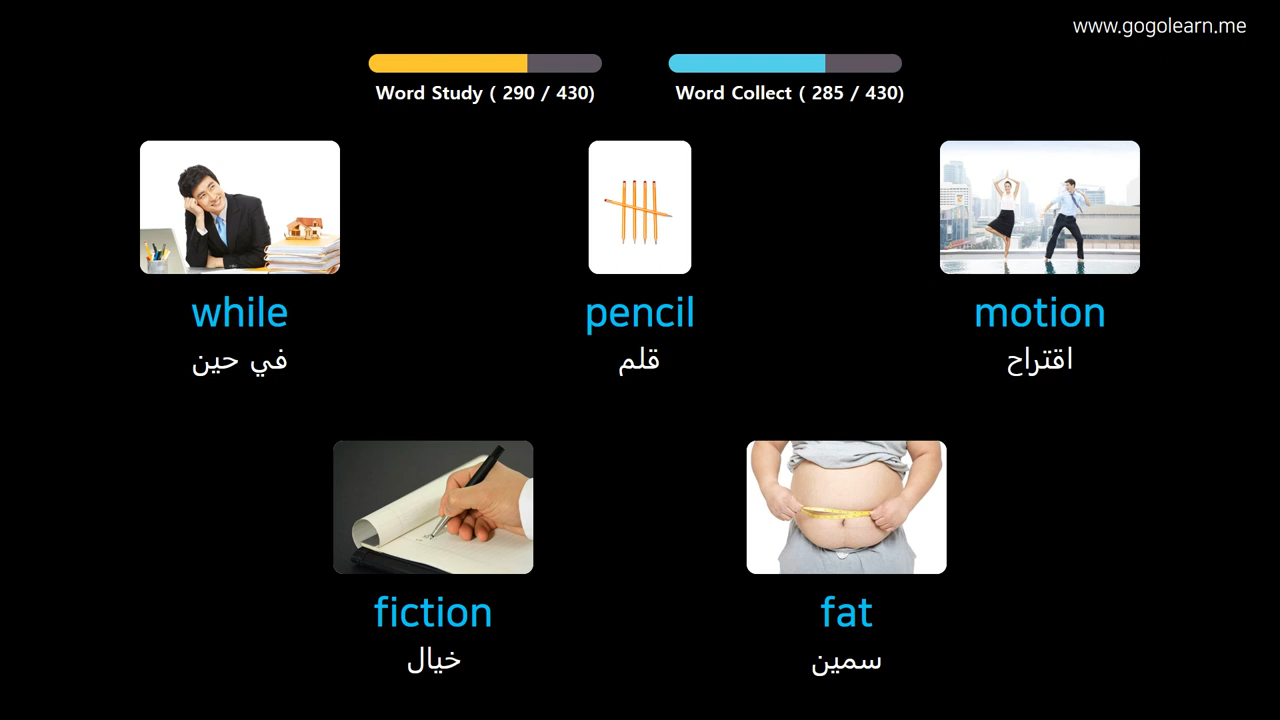 www.gogolearn.me
Word Study ( 290 / 430)
Word Collect ( 285 / 430)
while
في حين
pencil
قلم
motion
اقتراح
fiction
خيال
fat
سمين